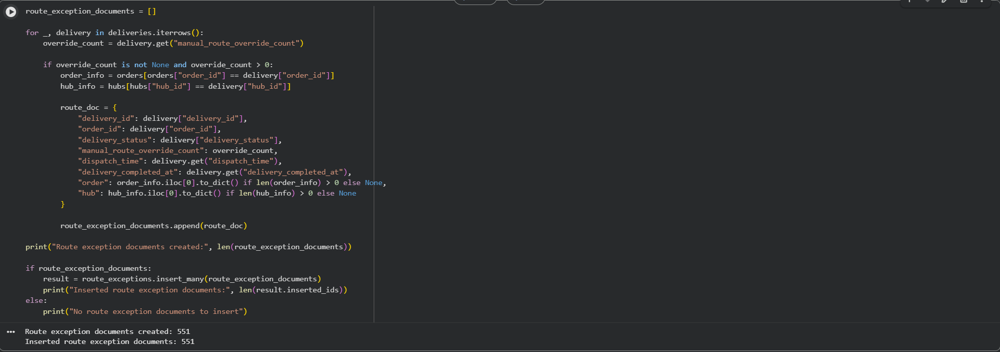 route_exception_documents = []
for _, delivery in deliveries.iterrows():
    override_count = delivery.get("manual_route_override_count")
    if override_count is not None and override_count > 0:
        order_info = orders[orders["order_id"] == delivery["order_id"]]
        hub_info = hubs[hubs["hub_id"] == delivery["hub_id"]]
        route_doc = {
            "delivery_id": delivery["delivery_id"],
            "order_id": delivery["order_id"],
            "delivery_status": delivery["delivery_status"],
            "manual_route_override_count": override_count,
            "dispatch_time": delivery.get("dispatch_time"),
            "delivery_completed_at": delivery.get("delivery_completed_at"),
            "order": order_info.iloc[0].to_dict() if len(order_info) > 0 else None,
            "hub": hub_info.iloc[0].to_dict() if len(hub_info) > 0 else None
        }
        route_exception_documents.append(route_doc)
print("Route exception documents created:", len(route_exception_documents))
if route_exception_documents:
    result = route_exceptions.insert_many(route_exception_documents)
    print("Inserted route exception documents:", len(result.inserted_ids))
else:
    print("No route exception documents to insert")
Route exception documents created: 551
Inserted route exception documents: 551